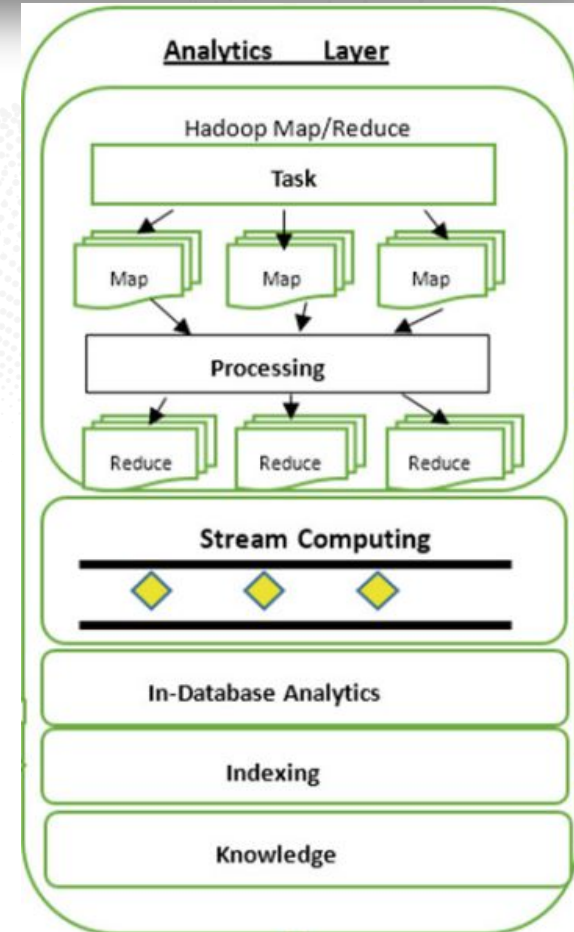 Analytics Layer
Hadoop Map/Reduce
Task
Map Map Map
Processing
Reduce Reduce Reduce
Stream Computing
In-Database Analytics
Indexing
Knowledge